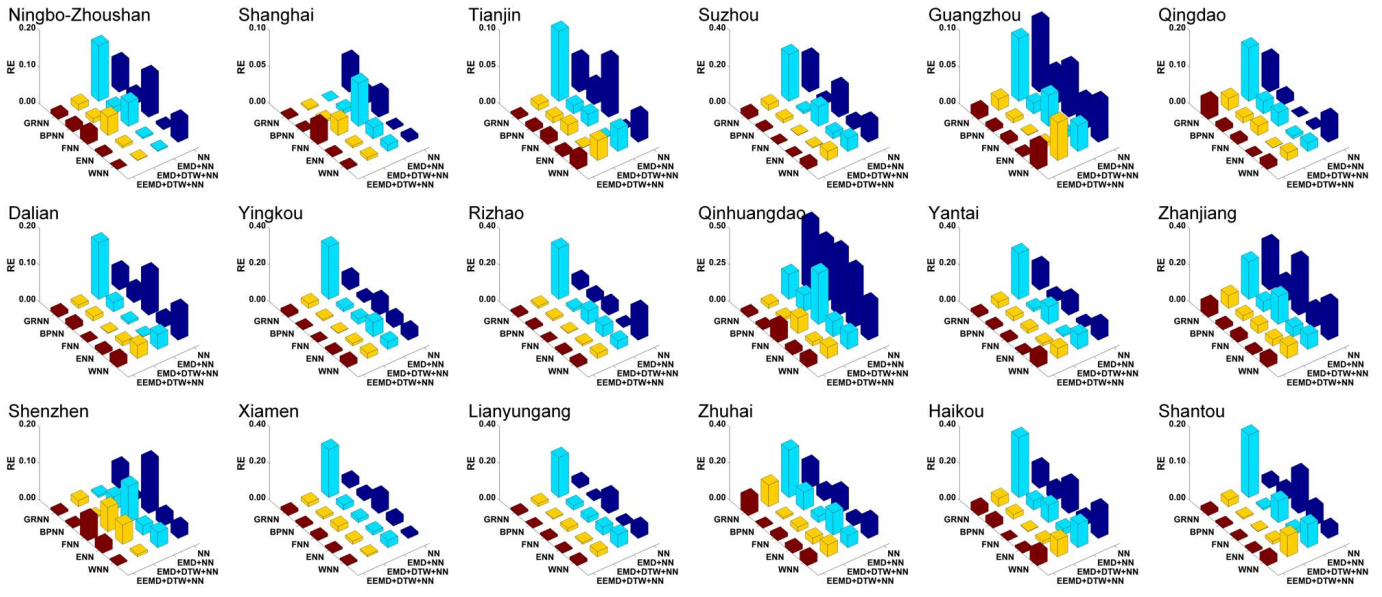 Ningbo-Zhoushan
0.20
RE
0.10
0.00
GRNN
BPNN
FNN
ENN
WNN
NN
EMD+NN
EMD+DTW+NN
EEMD+DTW+NN
Shanghai
0.10
RE
0.05
0.00
GRNN
BPNN
FNN
ENN
WNN
NN
EMD+NN
EMD+DTW+NN
EEMD+DTW+NN
Tianjin
0.10
RE
0.05
0.00
GRNN
BPNN
FNN
ENN
WNN
NN
EMD+NN
EMD+DTW+NN
EEMD+DTW+NN
Suzhou
0.40
RE
0.20
0.00
GRNN
BPNN
FNN
ENN
WNN
NN
EMD+NN
EMD+DTW+NN
EEMD+DTW+NN
Guangzhou
0.10
RE
0.05
0.00
GRNN
BPNN
FNN
ENN
WNN
NN
EMD+NN
EMD+DTW+NN
EEMD+DTW+NN
Qingdao
0.20
RE
0.10
0.00
GRNN
BPNN
FNN
ENN
WNN
NN
EMD+NN
EMD+DTW+NN
EEMD+DTW+NN
Dalian
0.20
RE
0.10
0.00
GRNN
BPNN
FNN
ENN
WNN
NN
EMD+NN
EMD+DTW+NN
EEMD+DTW+NN
Yingkou
0.40
RE
0.20
0.00
GRNN
BPNN
FNN
ENN
WNN
NN
EMD+NN
EMD+DTW+NN
EEMD+DTW+NN
Rizhao
0.40
RE
0.20
0.00
GRNN
BPNN
FNN
ENN
WNN
NN
EMD+NN
EMD+DTW+NN
EEMD+DTW+NN
Qinhuangdao
0.50
RE
0.25
0.00
GRNN
BPNN
FNN
ENN
WNN
NN
EMD+NN
EMD+DTW+NN
EEMD+DTW+NN
Yantai
0.40
RE
0.20
0.00
GRNN
BPNN
FNN
ENN
WNN
NN
EMD+NN
EMD+DTW+NN
EEMD+DTW+NN
Zhanjiang
0.40
RE
0.20
0.00
GRNN
BPNN
FNN
ENN
WNN
NN
EMD+NN
EMD+DTW+NN
EEMD+DTW+NN
Shenzhen
0.20
RE
0.10
0.00
GRNN
BPNN
FNN
ENN
WNN
NN
EMD+NN
EMD+DTW+NN
EEMD+DTW+NN
Xiamen
0.40
RE
0.20
0.00
GRNN
BPNN
FNN
ENN
WNN
NN
EMD+NN
EMD+DTW+NN
EEMD+DTW+NN
Lianyungang
0.40
RE
0.20
0.00
GRNN
BPNN
FNN
ENN
WNN
NN
EMD+NN
EMD+DTW+NN
EEMD+DTW+NN
Zhuhai
0.40
RE
0.20
0.00
GRNN
BPNN
FNN
ENN
WNN
NN
EMD+NN
EMD+DTW+NN
EEMD+DTW+NN
Haikou
0.40
RE
0.20
0.00
GRNN
BPNN
FNN
ENN
WNN
NN
EMD+NN
EMD+DTW+NN
EEMD+DTW+NN
Shantou
0.20
RE
0.10
0.00
GRNN
BPNN
FNN
ENN
WNN
NN
EMD+NN
EMD+DTW+NN
EEMD+DTW+NN